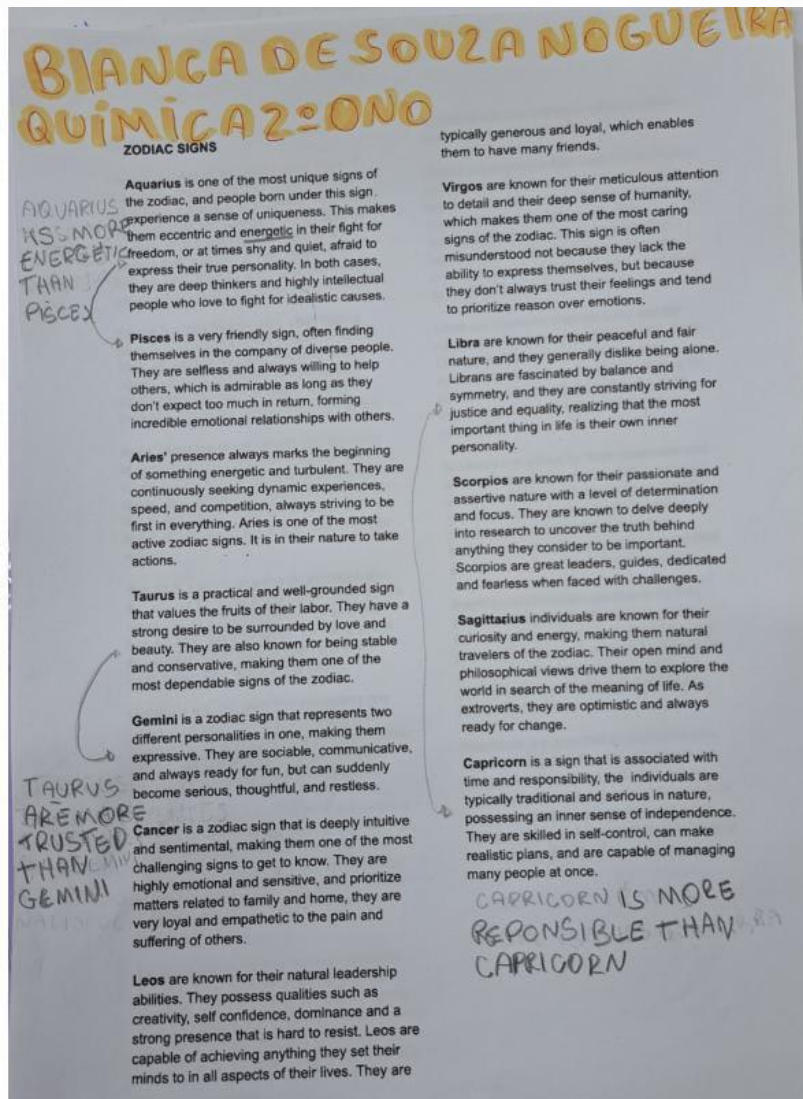 BIANCA DE SOUZA NOGUEIRA
QUÍMICA 2º ONO
ZODIAC SIGNS
Aquarius is one of the most unique signs of
the zodiac, and people born under this sign
experience a sense of uniqueness. This makes
them eccentric and energetic in their fight for
freedom, or at times shy and quiet, afraid to
express their true personality. In both cases,
they are deep thinkers and highly intellectual
people who love to fight for idealistic causes.
AQUARIUS
IS MORE
ENERGETIC
THAN
PISCES
Pisces is a very friendly sign, often finding
themselves in the company of diverse people.
They are selfless and always willing to help
others, which is admirable as long as they
don't expect too much in return, forming
incredible emotional relationships with others.
Aries' presence always marks the beginning
of something energetic and turbulent. They are
continuously seeking dynamic experiences,
speed, and competition, always striving to be
first in everything. Aries is one of the most
active zodiac signs. It is in their nature to take
actions.
Taurus is a practical and well-grounded sign
that values the fruits of their labor. They have a
strong desire to be surrounded by love and
beauty. They are also known for being stable
and conservative, making them one of the
most dependable signs of the zodiac.
Gemini is a zodiac sign that represents two
different personalities in one, making them
expressive. They are sociable, communicative,
and always ready for fun, but can suddenly
become serious, thoughtful, and restless.
TAURUS
ARE MORE
TRUSTED
THAN
GEMINI
Cancer is a zodiac sign that is deeply intuitive
and sentimental, making them one of the most
challenging signs to get to know. They are
highly emotional and sensitive, and prioritize
matters related to family and home, they are
very loyal and empathetic to the pain and
suffering of others.
Leos are known for their natural leadership
abilities. They possess qualities such as
creativity, self confidence, dominance and a
strong presence that is hard to resist. Leos are
capable of achieving anything they set their
minds to in all aspects of their lives. They are
typically generous and loyal, which enables
them to have many friends.
Virgos are known for their meticulous attention
to detail and their deep sense of humanity,
which makes them one of the most caring
signs of the zodiac. This sign is often
misunderstood not because they lack the
ability to express themselves, but because
they don't always trust their feelings and tend
to prioritize reason over emotions.
Libra are known for their peaceful and fair
nature, and they generally dislike being alone.
Librans are fascinated by balance and
symmetry, and they are constantly striving for
justice and equality, realizing that the most
important thing in life is their own inner
personality.
Scorpios are known for their passionate and
assertive nature with a level of determination
and focus. They are known to delve deeply
into research to uncover the truth behind
anything they consider to be important.
Scorpios are great leaders, guides, dedicated
and fearless when faced with challenges.
Sagittarius individuals are known for their
curiosity and energy, making them natural
travelers of the zodiac. Their open mind and
philosophical views drive them to explore the
world in search of the meaning of life. As
extroverts, they are optimistic and always
ready for change.
Capricorn is a sign that is associated with
time and responsibility, the individuals are
typically traditional and serious in nature,
possessing an inner sense of independence.
They are skilled in self-control, can make
realistic plans, and are capable of managing
many people at once.
CAPRICORN IS MORE
REPONSIBLE THAN
CAPRICORN